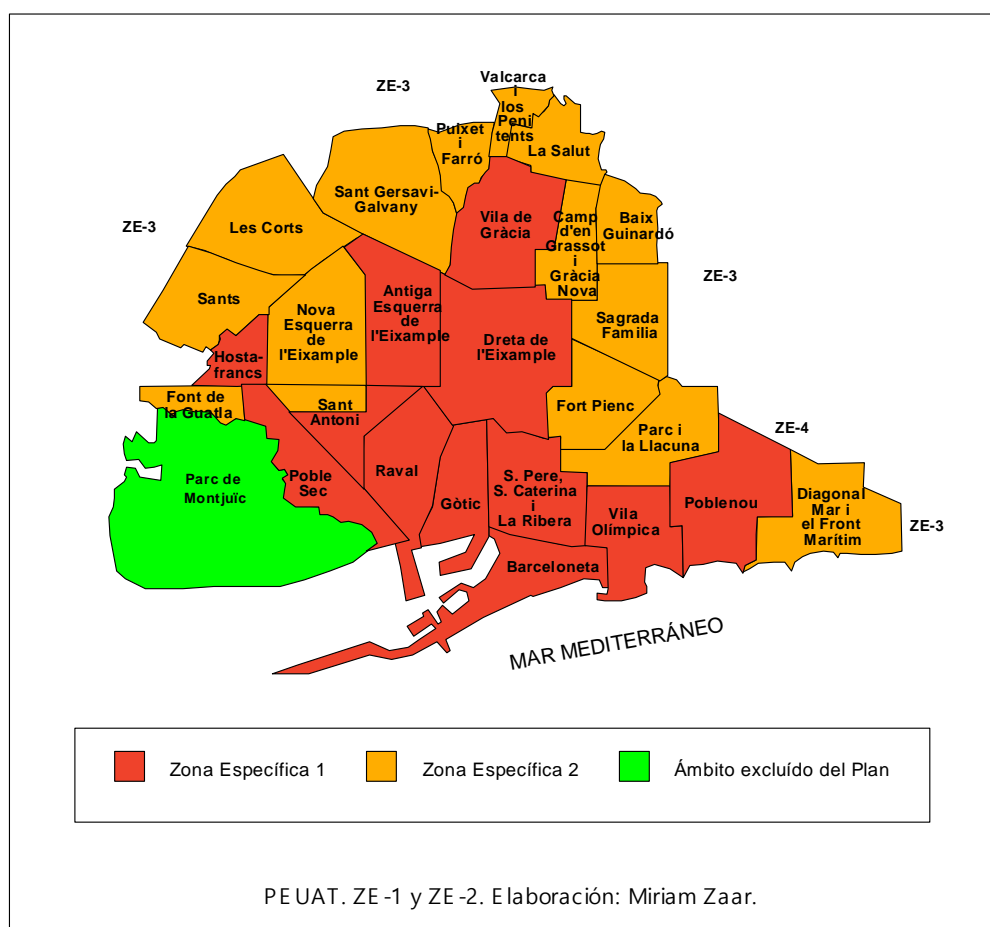 Valcarca
i
los
Peni
tents
ZE-3
Puixet
i
Farró
La Salut
Sant Gersavi-
Galvany
Vila de
Gràcia
Camp
d'en
Grassot
i
Gràcia
Nova
Baix
Guinardó
ZE-3
Les Corts
ZE-3
Sants
Nova
Esquerra
de
l'Eixample
Antiga
Esquerra
de
l'Eixample
Dreta de
l'Eixample
Sagrada
Familia
Hosta-
francs
Font de
la Guatla
Sant
Antoni
Fort Pienc
Parc i
la Llacuna
ZE-4
Parc de
Montjuïc
Poble
Sec
Raval
Gòtic
S. Pere,
S. Caterina
i
La Ribera
Vila
Olímpica
Poblenou
Diagonal
Mar i
el Front
Marítim
ZE-3
Barceloneta
MAR MEDITERRÁNEO
Zona Específica 1
Zona Específica 2
Ámbito excluído del Plan
PEUAT. ZE-1 y ZE-2. Elaboración: Miriam Zaar.